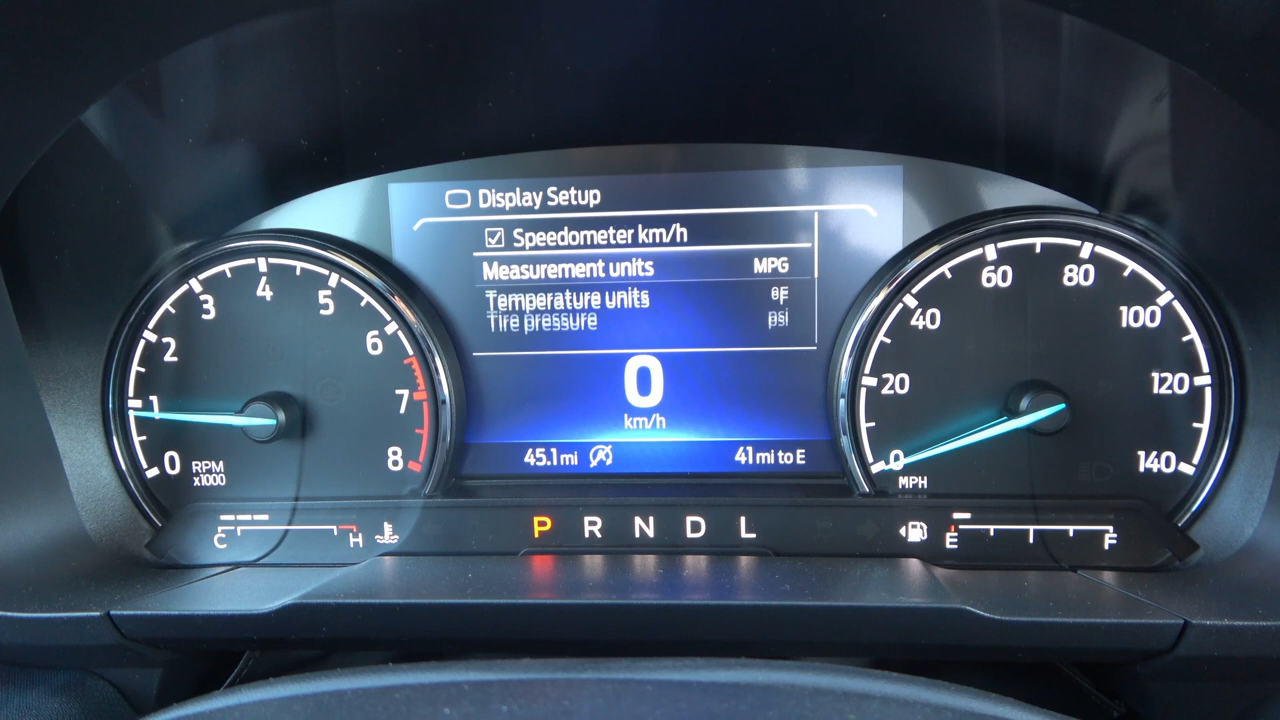 Display Setup
Speedometer km/h
Measurement units MPG
Temperature units °F
Tire pressure psi
0
km/h
45.1 mi
41 mi to E
0 1 2 3 4 5 6 7 8
RPM
x1000
0 20 40 60 80 100 120 140
MPH
C H
P R N D L
E F